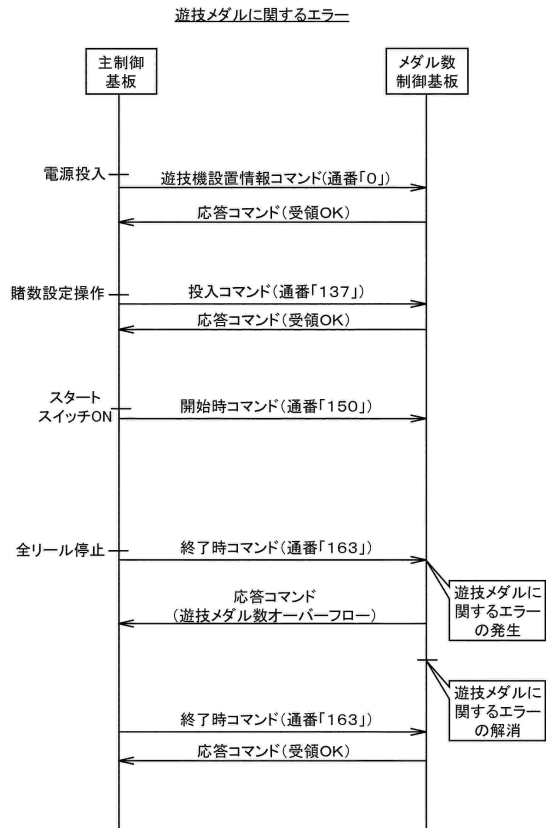 遊技メダルに関するエラー
主制御
基板
メダル数
制御基板
電源投入
遊技機設置情報コマンド(通番「0」)
応答コマンド(受領OK)
賭数設定操作
投入コマンド(通番「137」)
応答コマンド(受領OK)
スタート
スイッチON
開始時コマンド(通番「150」)
全リール停止
終了時コマンド(通番「163」)
遊技メダルに
関するエラー
の発生
応答コマンド
(遊技メダル数オーバーフロー)
遊技メダルに
関するエラー
の解消
終了時コマンド(通番「163」)
応答コマンド(受領OK)